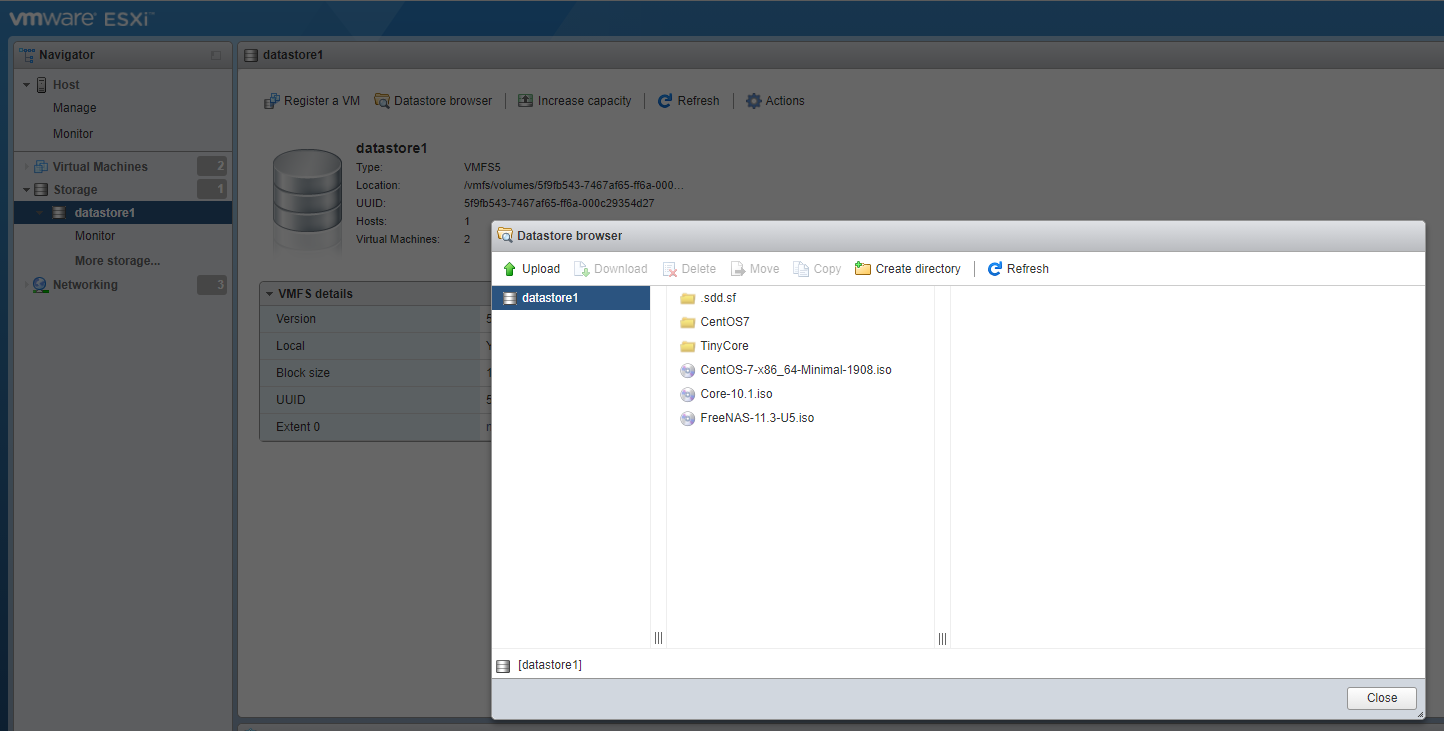 vmware ESXi™
Navigator
Host
Manage
Monitor
Virtual Machines 2
Storage 1
datastore1
Monitor
More storage...
Networking 3
datastore1
Register a VM Datastore browser Increase capacity Refresh Actions
datastore1
Type: VMFS5
Location: /vmfs/volumes/5f9fb543-7467af65-ff6a-000...
UUID: 5f9fb543-7467af65-ff6a-000c29354d27
Hosts: 1
Virtual Machines: 2
VMFS details
Version
Local
Block size
UUID
Extent 0
Datastore browser
Upload Download Delete Move Copy Create directory Refresh
datastore1
.sdd.sf
CentOS7
TinyCore
CentOS-7-x86_64-Minimal-1908.iso
Core-10.1.iso
FreeNAS-11.3-U5.iso
[datastore1]
Close